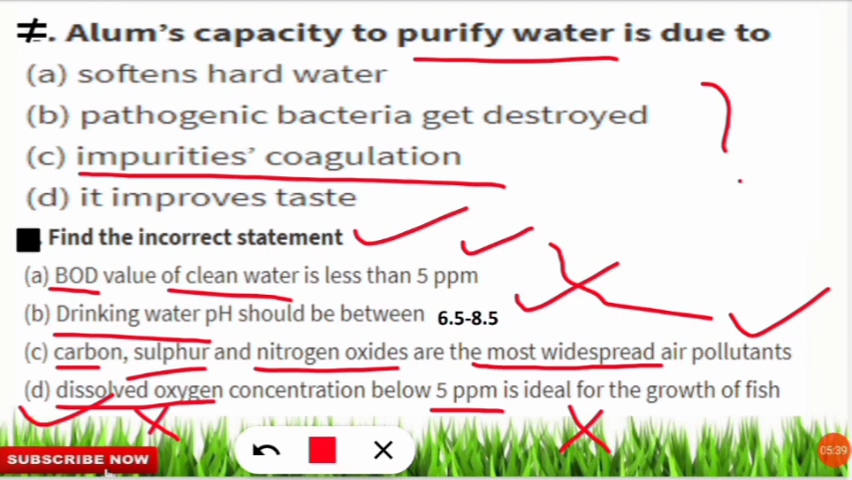 ≠. Alum's capacity to purify water is due to
(a) softens hard water
(b) pathogenic bacteria get destroyed
(c) impurities' coagulation
(d) it improves taste
. Find the incorrect statement
(a) BOD value of clean water is less than 5 ppm
(b) Drinking water pH should be between 6.5-8.5
(c) carbon, sulphur and nitrogen oxides are the most widespread air pollutants
(d) dissolved oxygen concentration below 5 ppm is ideal for the growth of fish
SUBSCRIBE NOW
05:39